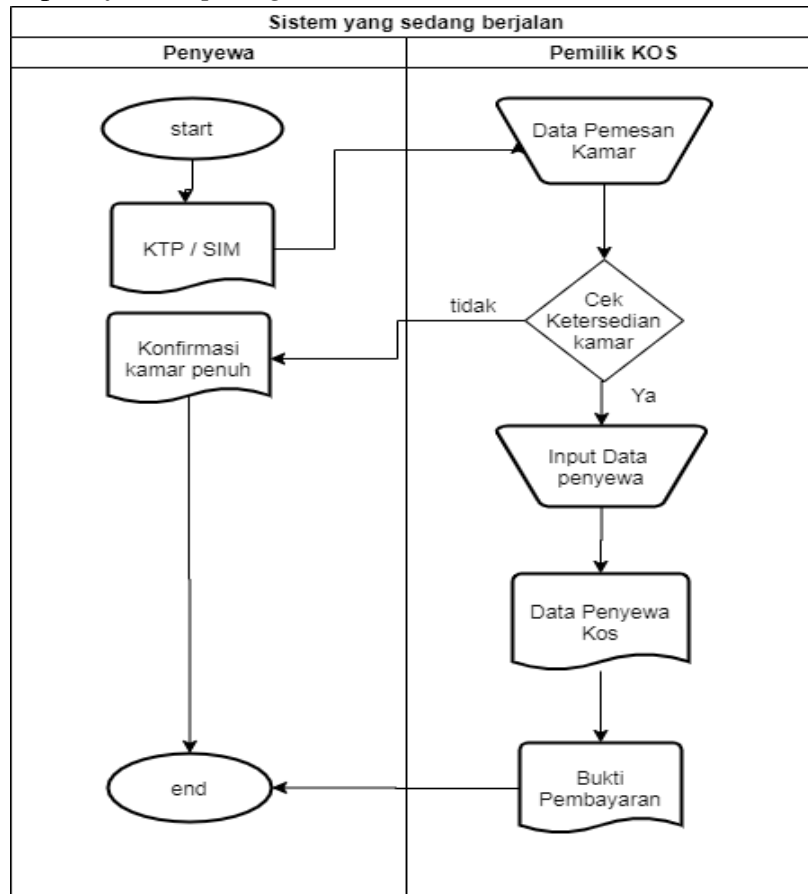 Sistem yang sedang berjalan
Penyewa
Pemilik KOS
start
Data Pemesan
Kamar
KTP / SIM
Cek
Ketersedian
kamar
tidak
Konfirmasi
kamar penuh
Ya
Input Data
penyewa
Data Penyewa
Kos
Bukti
Pembayaran
end